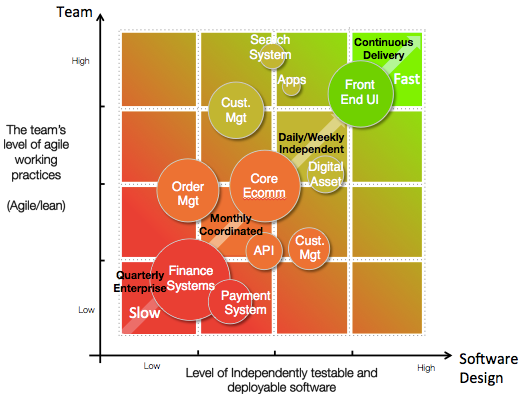 Team
High
The team's
level of agile
working
practices
(Agile/lean)
Low
Search
System
Continuous
Delivery
Apps
Fast
Front
End UI
Cust.
Mgt
Daily/Weekly
Independent
Digital
Asset
Core
Ecomm
Order
Mgt
Monthly
Coordinated
API
Cust.
Mgt
Quarterly
Enterprise
Finance
Systems
Payment
System
Slow
Low
Level of Independently testable and
deployable software
High
Software
Design